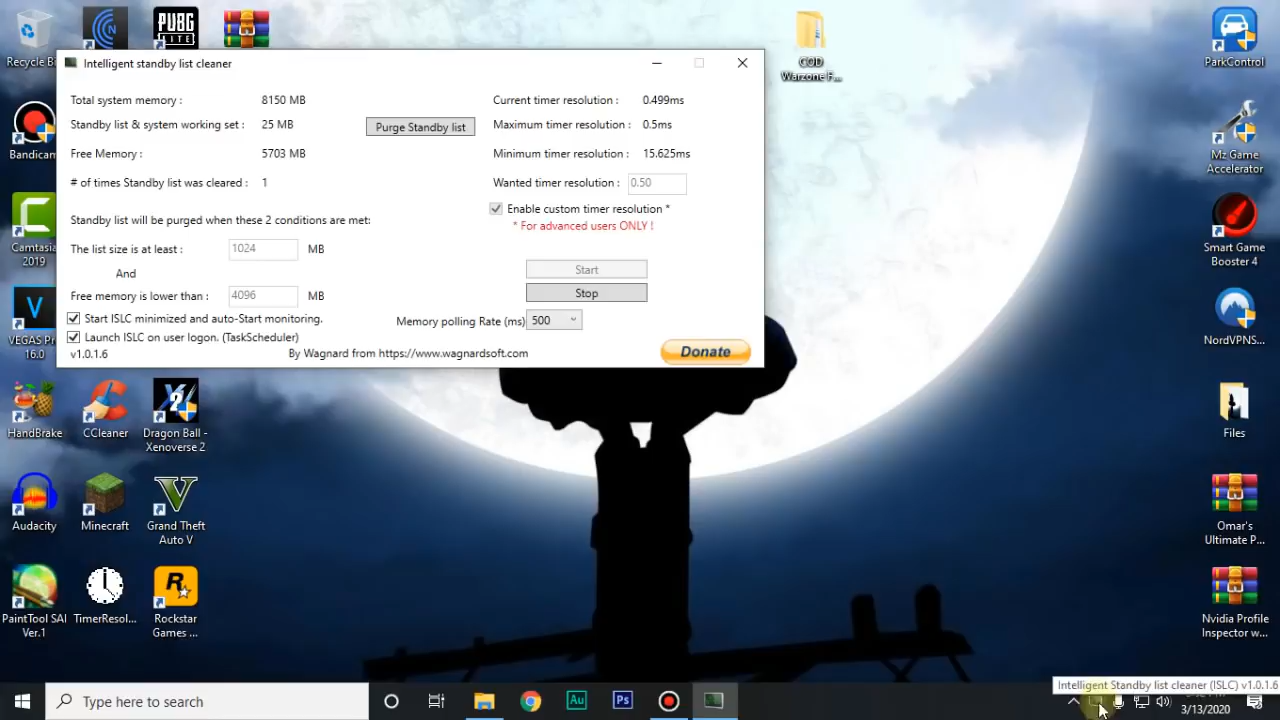 Recycle B
PUBG
LITE
COD
Warzone F...
ParkControl
Intelligent standby list cleaner
Total system memory :
8150 MB
Current timer resolution :
0.499ms
Standby list & system working set :
25 MB
Purge Standby list
Maximum timer resolution :
0.5ms
Free Memory :
5703 MB
Minimum timer resolution :
15.625ms
# of times Standby list was cleared :
1
Wanted timer resolution :
0.50
Enable custom timer resolution *
* For advanced users ONLY !
Standby list will be purged when these 2 conditions are met:
The list size is at least :
1024
MB
And
Free memory is lower than :
4096
MB
Start
Stop
Start ISLC minimized and auto-Start monitoring.
Memory polling Rate (ms)
500
Launch ISLC on user logon. (TaskScheduler)
v1.0.1.6
By Wagnard from https://www.wagnardsoft.com
Donate
Bandicam
Camtasia
2019
VEGAS Pro
16.0
Mz Game
Accelerator
Smart Game
Booster 4
NordVPNS...
HandBrake
CCleaner
Dragon Ball -
Xenoverse 2
Files
Audacity
Minecraft
Grand Theft
Auto V
Omar's
Ultimate P...
PaintTool SAI
Ver.1
TimerResol...
Rockstar
Games ...
Nvidia Profile
Inspector w...
Intelligent Standby list cleaner (ISLC) v1.0.1.6
Type here to search
Au
Ps
3/13/2020